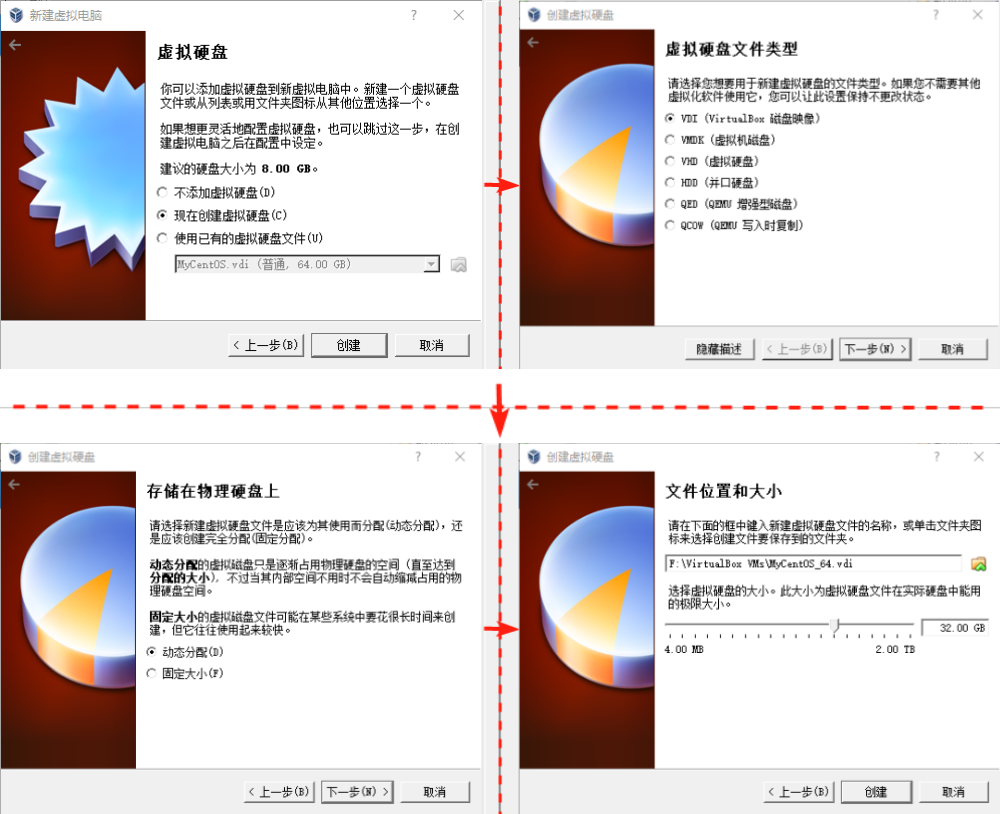 新建虚拟电脑
虚拟硬盘
你可以添加虚拟硬盘到新虚拟电脑中。新建一个虚拟硬盘
文件或从列表或用文件夹图标从其他位置选择一个。
如果想更灵活地配置虚拟硬盘，也可以跳过这一步，在创
建虚拟电脑之后在配置中设定。
建议的硬盘大小为 8.00 GB。
不添加虚拟硬盘(D)
现在创建虚拟硬盘(C)
使用已有的虚拟硬盘文件(U)
MyCentOS.vdi (普通, 64.00 GB)
< 上一步(B)
创建
取消
创建虚拟硬盘
虚拟硬盘文件类型
请选择您想要用于新建虚拟硬盘的文件类型。如果您不需要其他
虚拟化软件使用它，您可以让此设置保持不更改状态。
VDI (VirtualBox 磁盘映像)
VMDK (虚拟机磁盘)
VHD (虚拟硬盘)
HDD (并口硬盘)
QED (QEMU 增强型磁盘)
QCOW (QEMU 写入时复制)
隐藏描述
< 上一步(B)
下一步(N) >
取消
创建虚拟硬盘
存储在物理硬盘上
请选择新建虚拟硬盘文件是应该为其使用而分配(动态分配)，还
是应该创建完全分配(固定分配)。
动态分配的虚拟磁盘只是逐渐占用物理硬盘的空间（直至达到
分配的大小），不过当其内部空间不用时不会自动缩减占用的物
理硬盘空间。
固定大小的虚拟磁盘文件可能在某些系统中要花很长时间来创
建，但它往往使用起来较快。
动态分配(D)
固定大小(F)
< 上一步(B)
下一步(N) >
取消
创建虚拟硬盘
文件位置和大小
请在下面的框中键入新建虚拟硬盘文件的名称，或单击文件夹图
标来选择创建文件要保存到的文件夹。
F:\VirtualBox VMs\MyCentOS_64.vdi
选择虚拟硬盘的大小。此大小为虚拟硬盘文件在实际硬盘中能用
的极限大小。
32.00 GB
4.00 MB
2.00 TB
< 上一步(B)
创建
取消